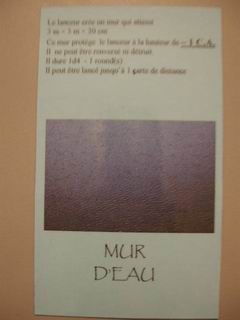 Le lanceur crée un mur qui atteint
3 m × 3 m × 30 cm
Ce mur protège le lanceur à la hauteur de – 1 C.A.
Il ne peut être renversé ni détruit.
Il dure 1d4 + 1 round(s)
Il peut être lancé jusqu'à 1 carte de distance
MUR
D'EAU